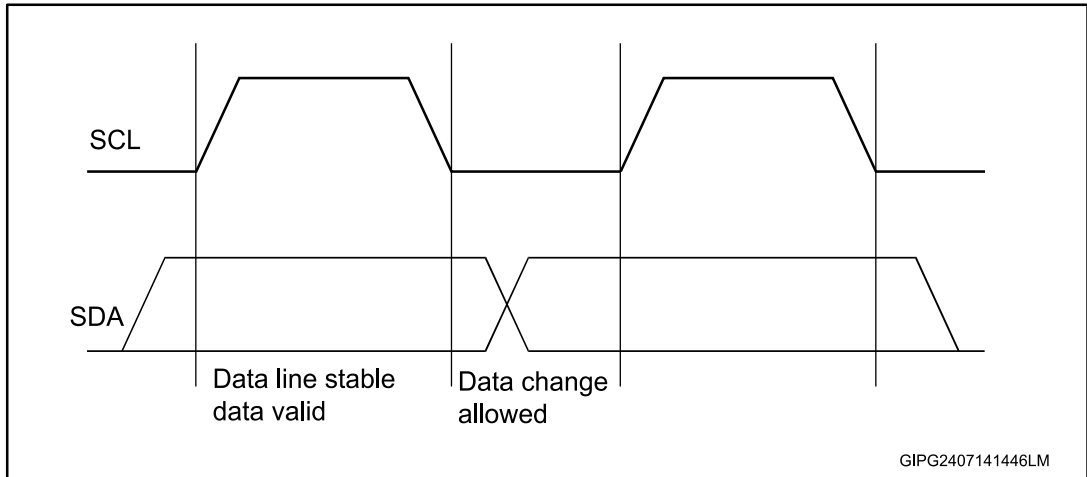 SCL
SDA
Data line stable
data valid
Data change
allowed
GIPG2407141446LM